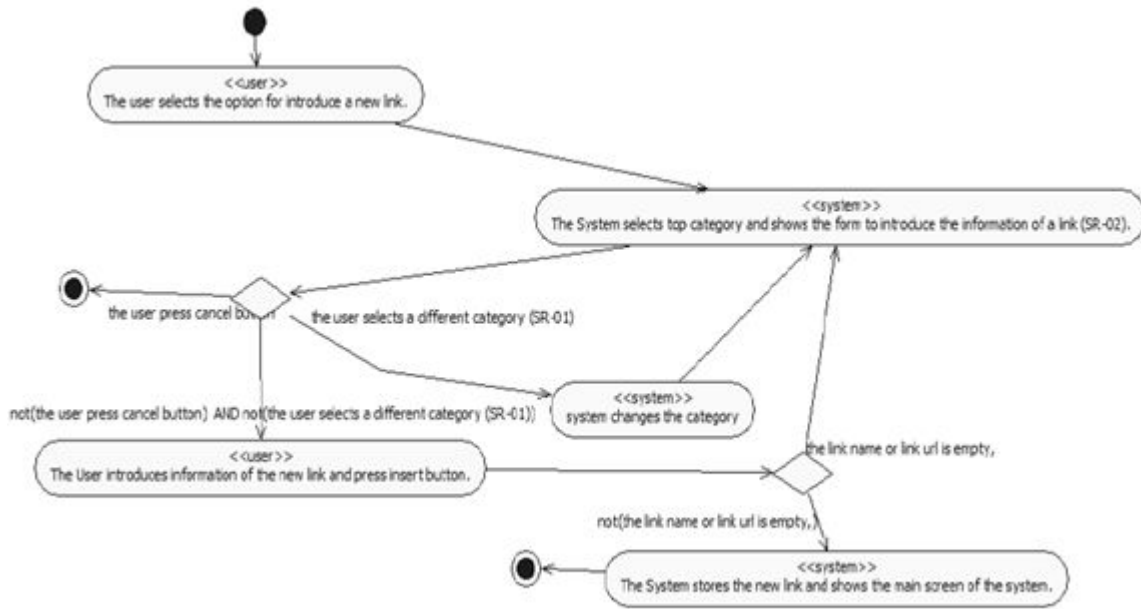 <<user>>
The user selects the option for introduce a new link.
<<system>>
The System selects top category and shows the form to introduce the information of a link (SR-02).
the user press cancel button
the user selects a different category (SR-01)
<<system>>
system changes the category
not(the user press cancel button) AND not(the user selects a different category (SR-01))
<<user>>
The User introduces information of the new link and press insert button.
the link name or link url is empty,
not(the link name or link url is empty,)
<<system>>
The System stores the new link and shows the main screen of the system.